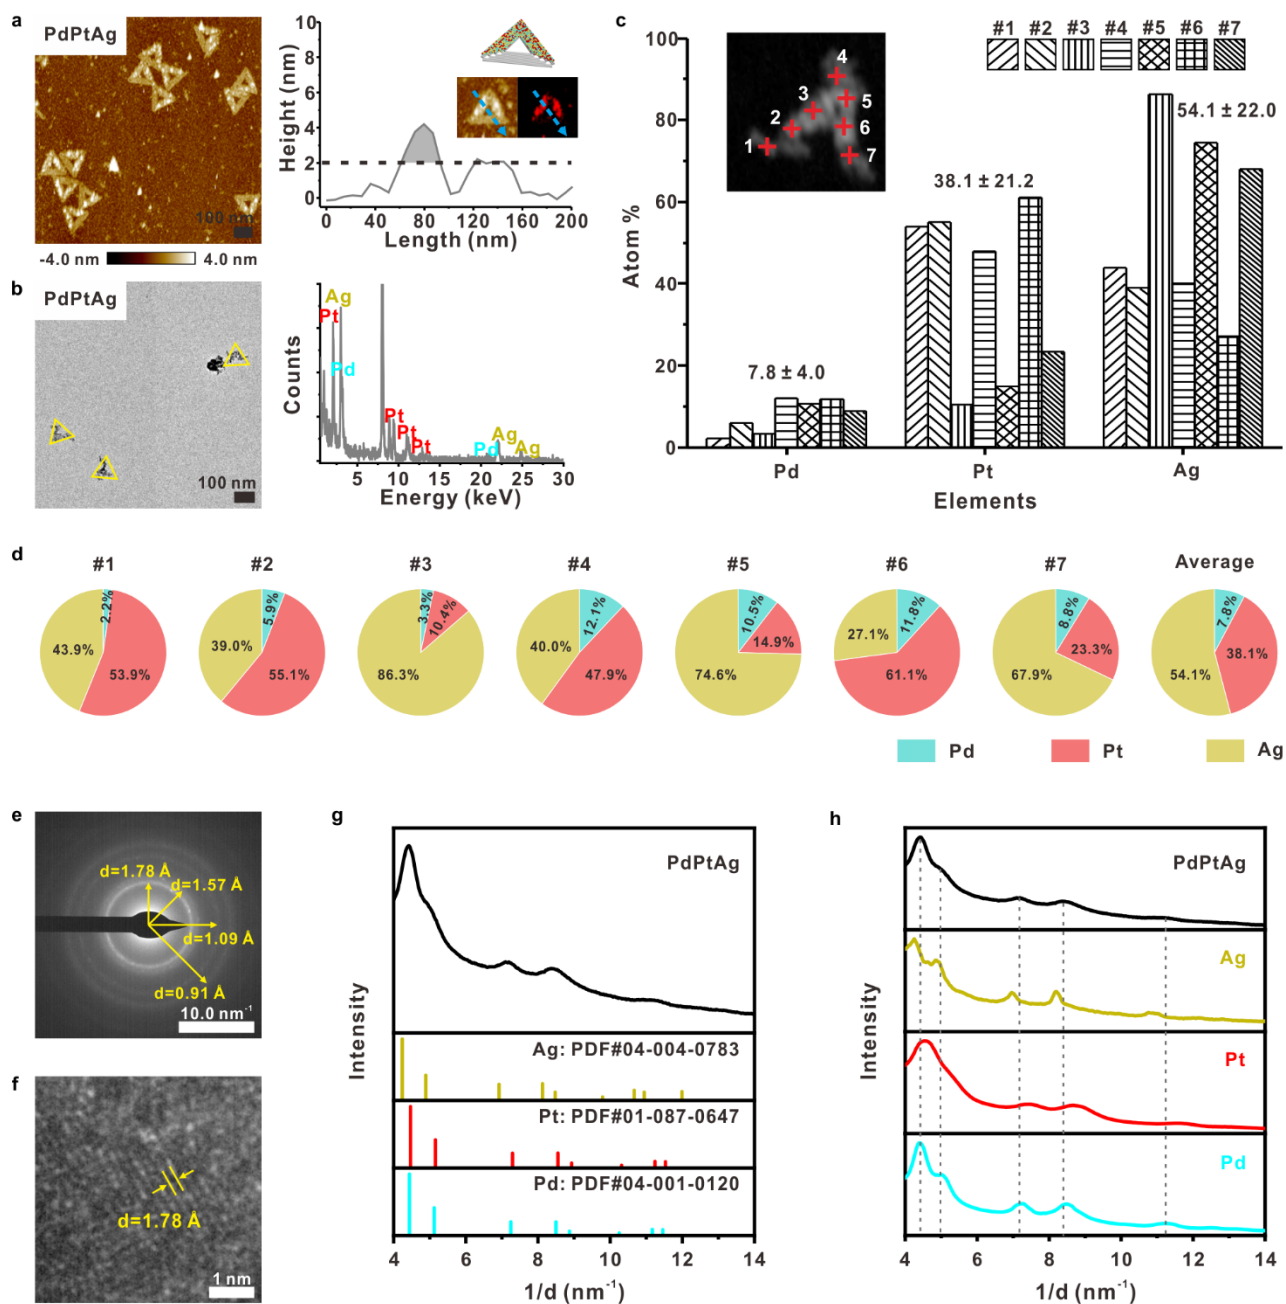 a
PdPtAg
100 nm
-4.0 nm
4.0 nm
Height (nm)
10
8
6
4
2
0
0
40
80
120
160
200
Length (nm)
b
PdPtAg
100 nm
Counts
Ag
Pt
Pd
Pt
Pt
Pt
Pd
Ag
Ag
5
10
15
20
25
30
Energy (keV)
c
#1 #2 #3 #4 #5 #6 #7
1
2
3
4
5
6
7
Atom %
100
80
60
40
20
0
7.8 ± 4.0
38.1 ± 21.2
54.1 ± 22.0
Pd
Pt
Ag
Elements
d
#1
2.2%
43.9%
53.9%
#2
5.9%
39.0%
55.1%
#3
3.3%
10.4%
86.3%
#4
12.1%
40.0%
47.9%
#5
10.5%
14.9%
74.6%
#6
11.8%
27.1%
61.1%
#7
8.8%
23.3%
67.9%
Average
7.8%
38.1%
54.1%
Pd
Pt
Ag
e
d=1.78 Å
d=1.57 Å
d=1.09 Å
d=0.91 Å
10.0 nm⁻¹
f
d=1.78 Å
1 nm
g
PdPtAg
Ag: PDF#04-004-0783
Pt: PDF#01-087-0647
Pd: PDF#04-001-0120
Intensity
4
6
8
10
12
14
1/d (nm⁻¹)
h
PdPtAg
Ag
Pt
Pd
Intensity
4
6
8
10
12
14
1/d (nm⁻¹)